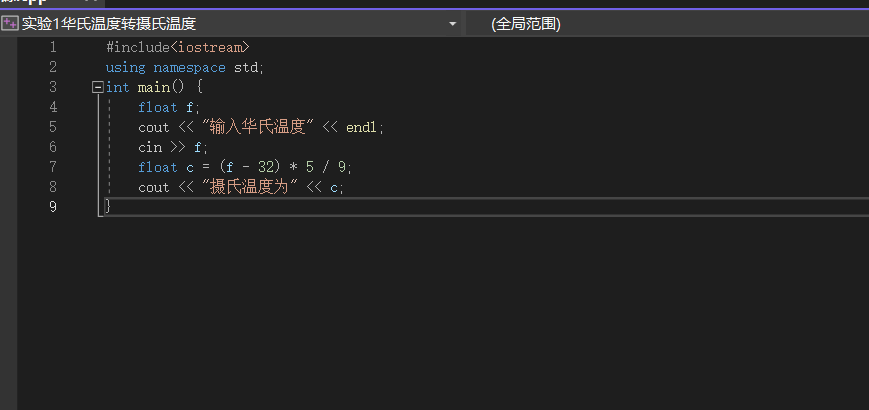 实验1华氏温度转摄氏温度 (全局范围)
1 #include<iostream>
2 using namespace std;
3 int main() {
4 float f;
5 cout << "输入华氏温度" << endl;
6 cin >> f;
7 float c = (f - 32) * 5 / 9;
8 cout << "摄氏温度为" << c;
9 }